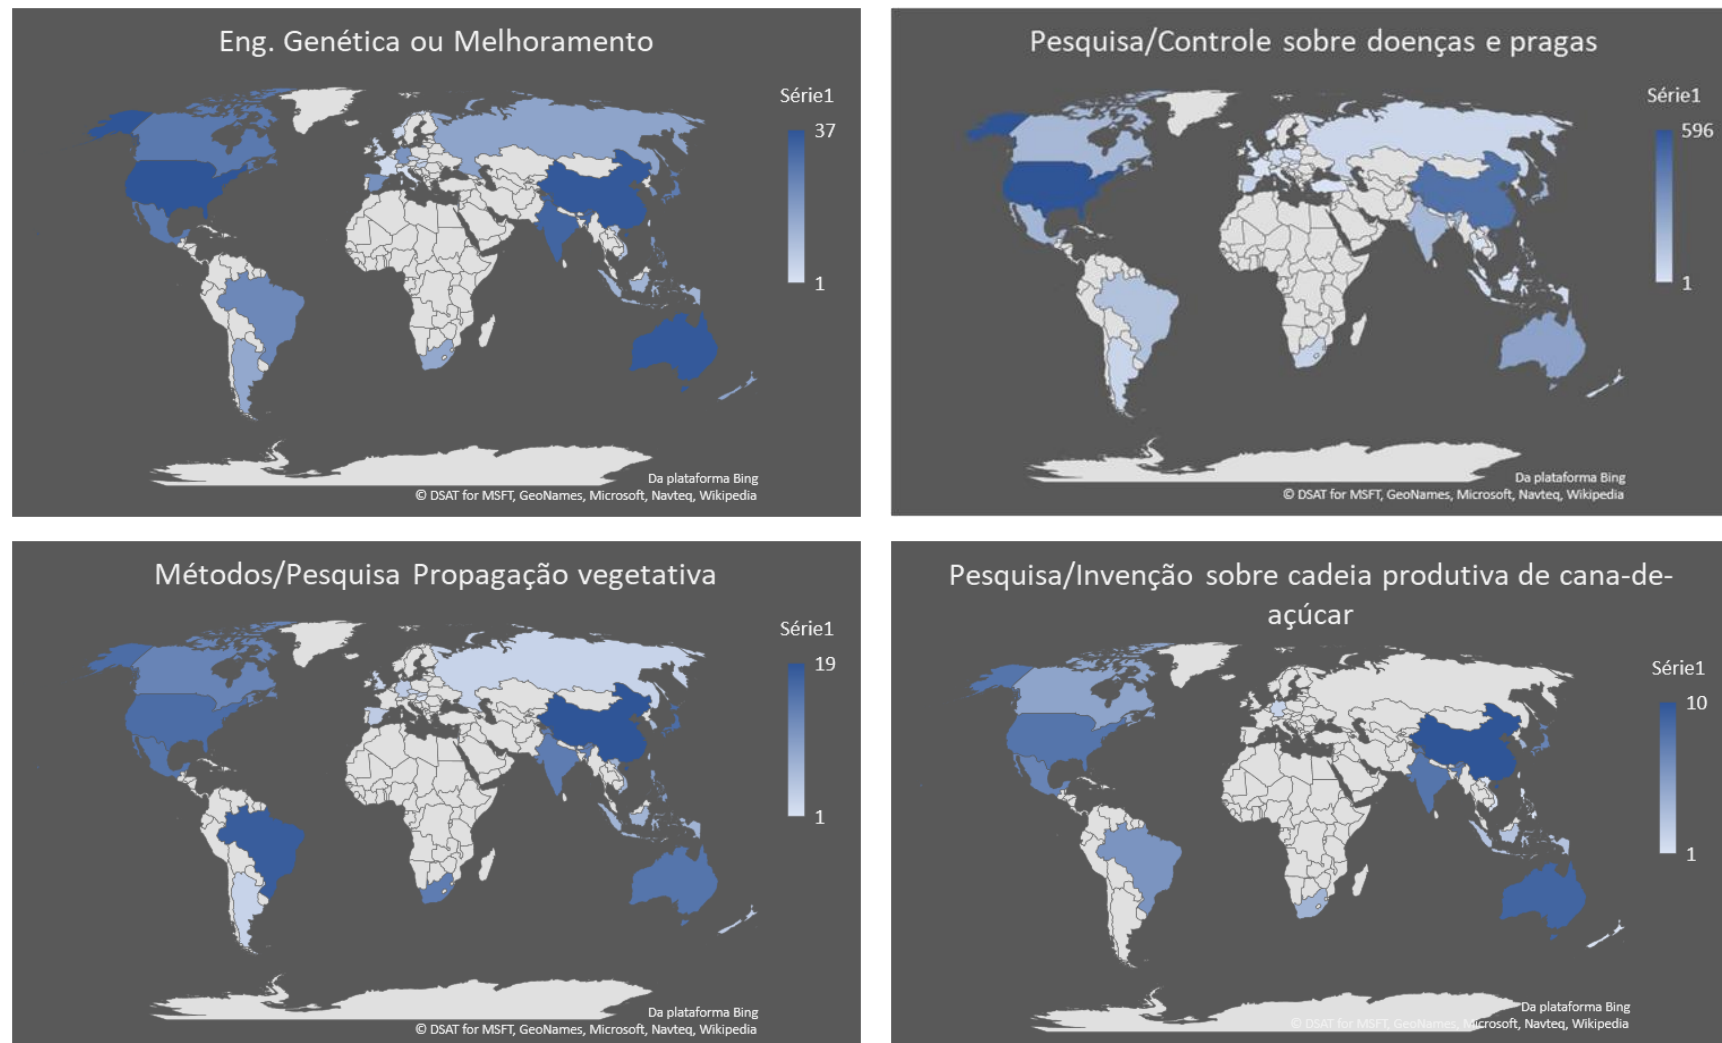 Eng. Genética ou Melhoramento
Série1
37
1
Da plataforma Bing
© DSAT for MSFT, GeoNames, Microsoft, Navteq, Wikipedia
Pesquisa/Controle sobre doenças e pragas
Série1
596
1
Da plataforma Bing
© DSAT for MSFT, GeoNames, Microsoft, Navteq, Wikipedia
Métodos/Pesquisa Propagação vegetativa
Série1
19
1
Da plataforma Bing
© DSAT for MSFT, GeoNames, Microsoft, Navteq, Wikipedia
Pesquisa/Invenção sobre cadeia produtiva de cana-de-
açúcar
Série1
10
1
Da plataforma Bing
© DSAT for MSFT, GeoNames, Microsoft, Navteq, Wikipedia